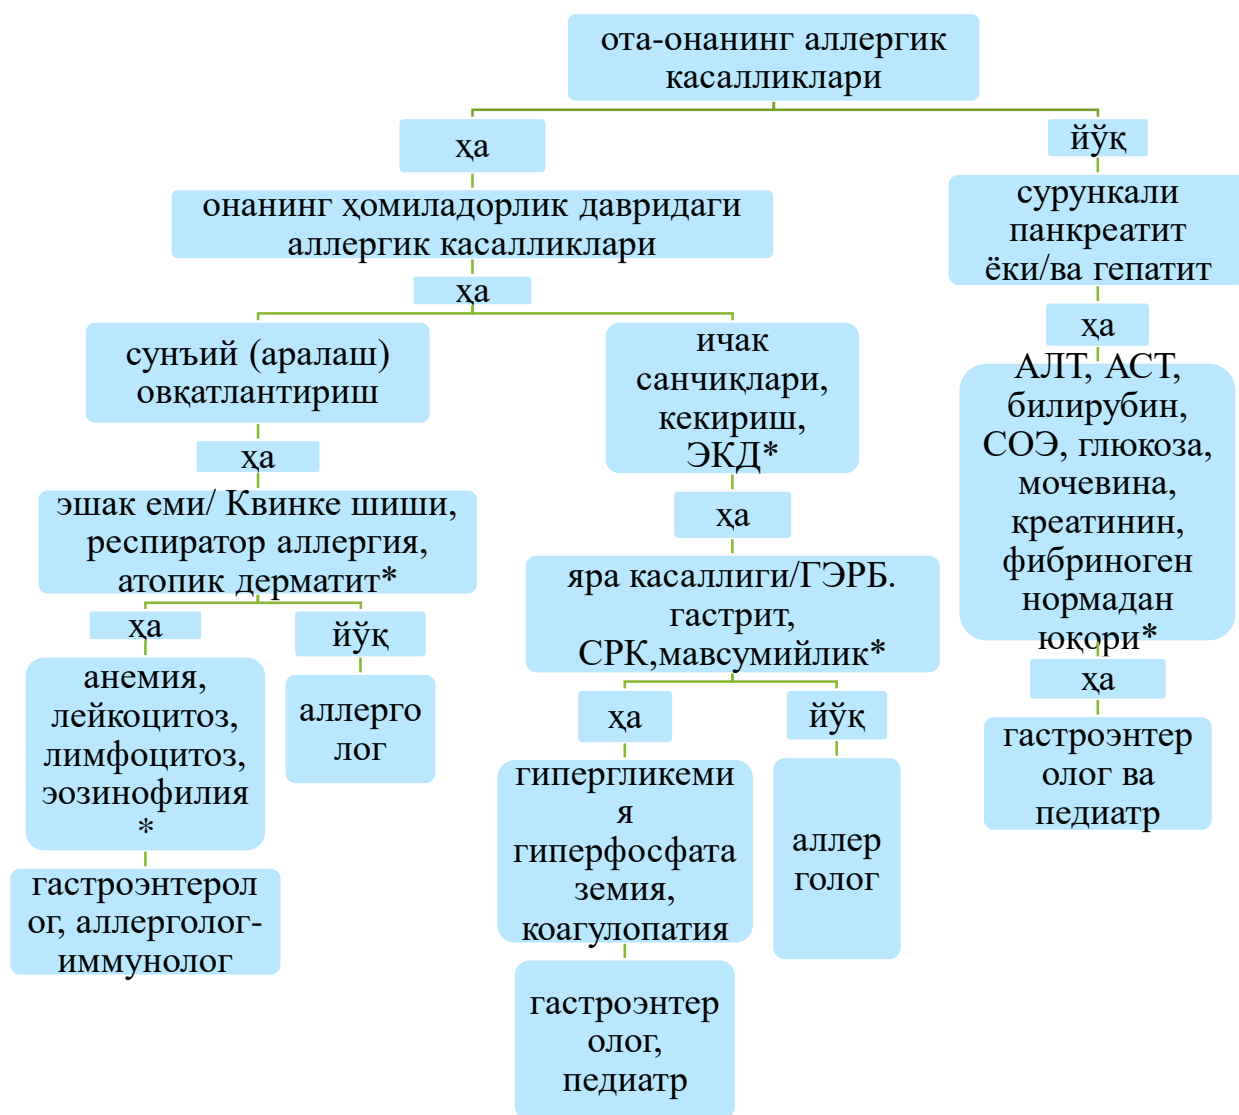 ота-онанинг аллергик
касалликлари
ҳа
йўқ
онанинг ҳомиладорлик давридаги
аллергик касалликлари
сурункали
панкреатит
ёки/ва гепатит
ҳа
ҳа
сунъий (аралаш)
овқатлантириш
ичак
санчиқлари,
кекириш,
ЭКД*
АЛТ, АСТ,
билирубин,
СОЭ, глюкоза,
мочевина,
креатинин,
фибриноген
нормадан
юқори*
ҳа
ҳа
эшак еми/ Квинке шиши,
респиратор аллергия,
атопик дерматит*
яра касаллиги/ГЭРБ.
гастрит,
СРК,мавсумийлик*
ҳа
йўқ
ҳа
йўқ
ҳа
анемия,
лейкоцитоз,
лимфоцитоз,
эозинофилия
*
аллерго
лог
гипергликеми
я
гиперфосфата
земия,
коагулопатия
аллер
голог
гастроэнтер
олог ва
педиатр
гастроэнтерол
ог, аллерголог-
иммунолог
гастроэнтер
олог,
педиатр